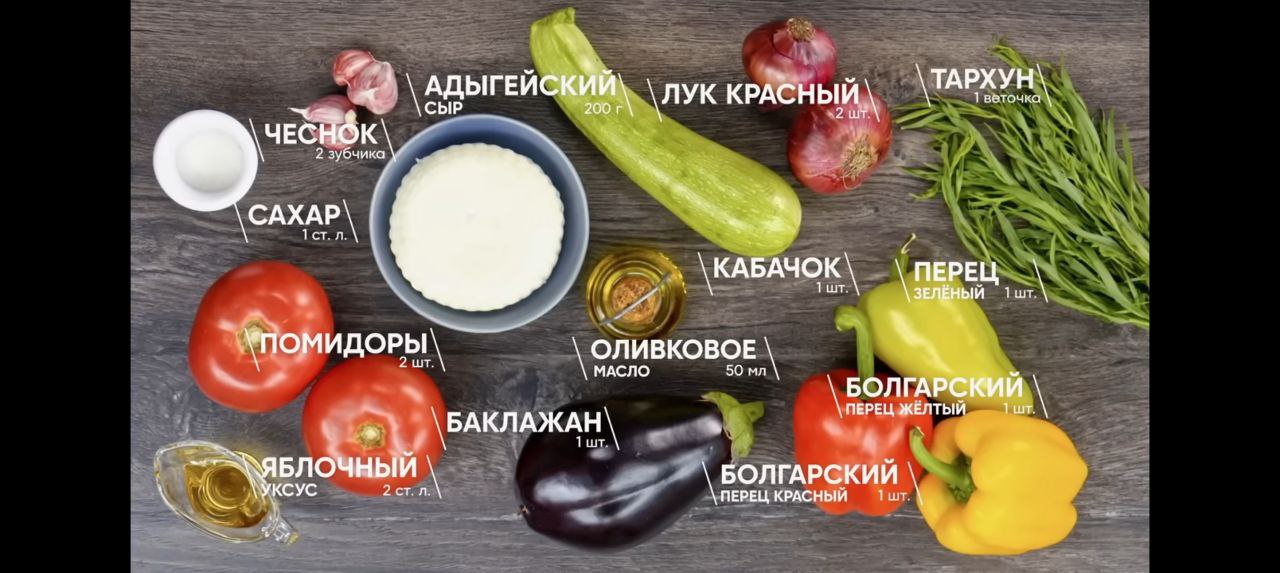 АДЫГЕЙСКИЙ
СЫР 200 г
ЛУК КРАСНЫЙ
2 шт.
ТАРХУН
1 веточка
ЧЕСНОК
2 зубчика
САХАР
1 ст. л.
КАБАЧОК
1 шт.
ПЕРЕЦ
ЗЕЛЁНЫЙ 1 шт.
ПОМИДОРЫ
2 шт.
ОЛИВКОВОЕ
МАСЛО 50 мл
БОЛГАРСКИЙ
ПЕРЕЦ ЖЁЛТЫЙ 1 шт.
БАКЛАЖАН
1 шт.
ЯБЛОЧНЫЙ
УКСУС 2 ст. л.
БОЛГАРСКИЙ
ПЕРЕЦ КРАСНЫЙ 1 шт.